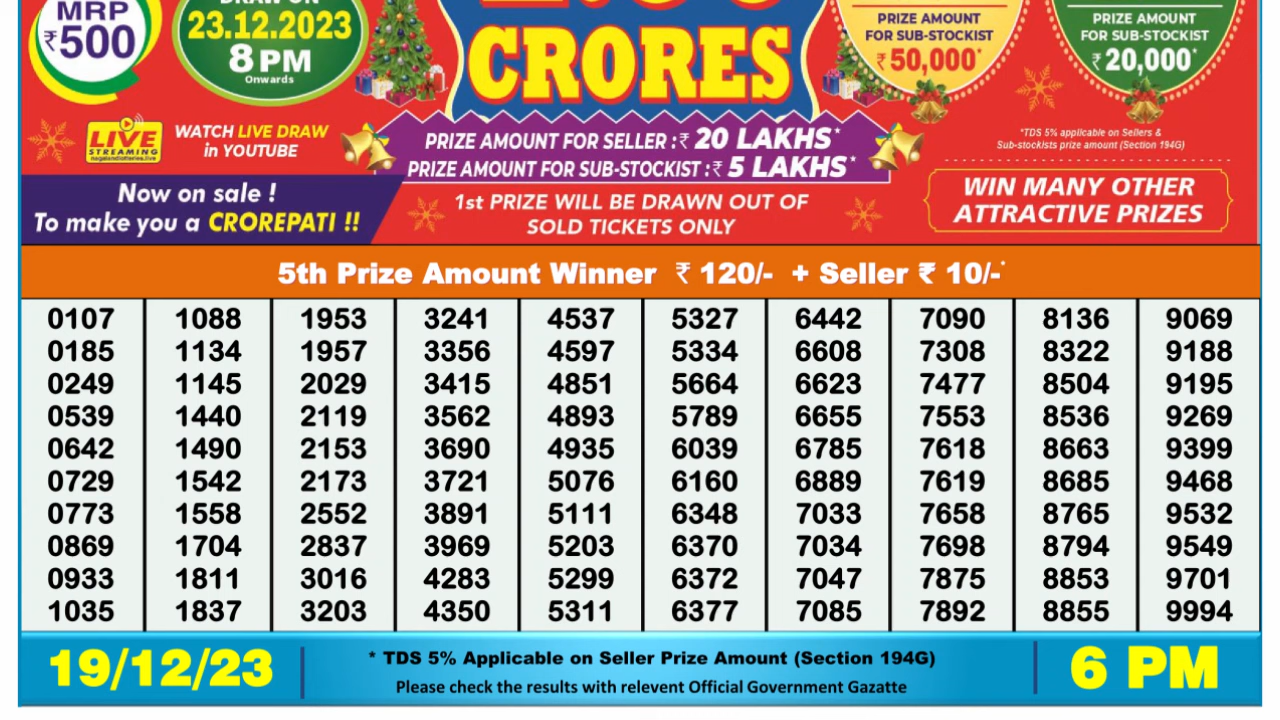 MRP
₹500
DRAW ON
23.12.2023
8 PM
Onwards
CRORES
PRIZE AMOUNT
FOR SUB-STOCKIST
₹ 50,000*
PRIZE AMOUNT
FOR SUB-STOCKIST
₹ 20,000*
LIVE
STREAMING
nagalandlotteries.live
WATCH LIVE DRAW
in YOUTUBE
PRIZE AMOUNT FOR SELLER :₹ 20 LAKHS*
PRIZE AMOUNT FOR SUB-STOCKIST :₹ 5 LAKHS*
*TDS 5% applicable on Sellers &
Sub-stockists prize amount (Section 194G)
Now on sale !
To make you a CROREPATI !!
1st PRIZE WILL BE DRAWN OUT OF
SOLD TICKETS ONLY
WIN MANY OTHER
ATTRACTIVE PRIZES
5th Prize Amount Winner ₹ 120/- + Seller ₹ 10/-*
0107 1088 1953 3241 4537 5327 6442 7090 8136 9069
0185 1134 1957 3356 4597 5334 6608 7308 8322 9188
0249 1145 2029 3415 4851 5664 6623 7477 8504 9195
0539 1440 2119 3562 4893 5789 6655 7553 8536 9269
0642 1490 2153 3690 4935 6039 6785 7618 8663 9399
0729 1542 2173 3721 5076 6160 6889 7619 8685 9468
0773 1558 2552 3891 5111 6348 7033 7658 8765 9532
0869 1704 2837 3969 5203 6370 7034 7698 8794 9549
0933 1811 3016 4283 5299 6372 7047 7875 8853 9701
1035 1837 3203 4350 5311 6377 7085 7892 8855 9994
19/12/23
* TDS 5% Applicable on Seller Prize Amount (Section 194G)
Please check the results with relevent Official Government Gazatte
6 PM